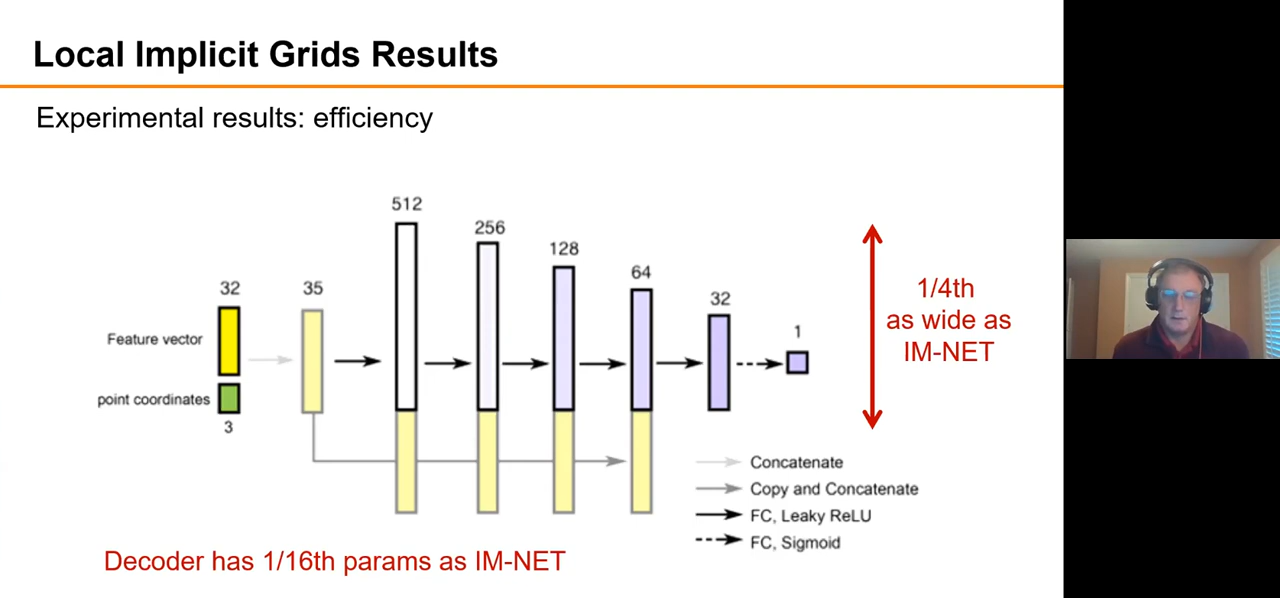 Local Implicit Grids Results
Experimental results: efficiency
512
256
128
64
32
35
32
1
Feature vector
point coordinates
3
1/4th
as wide as
IM-NET
Concatenate
Copy and Concatenate
FC, Leaky ReLU
FC, Sigmoid
Decoder has 1/16th params as IM-NET